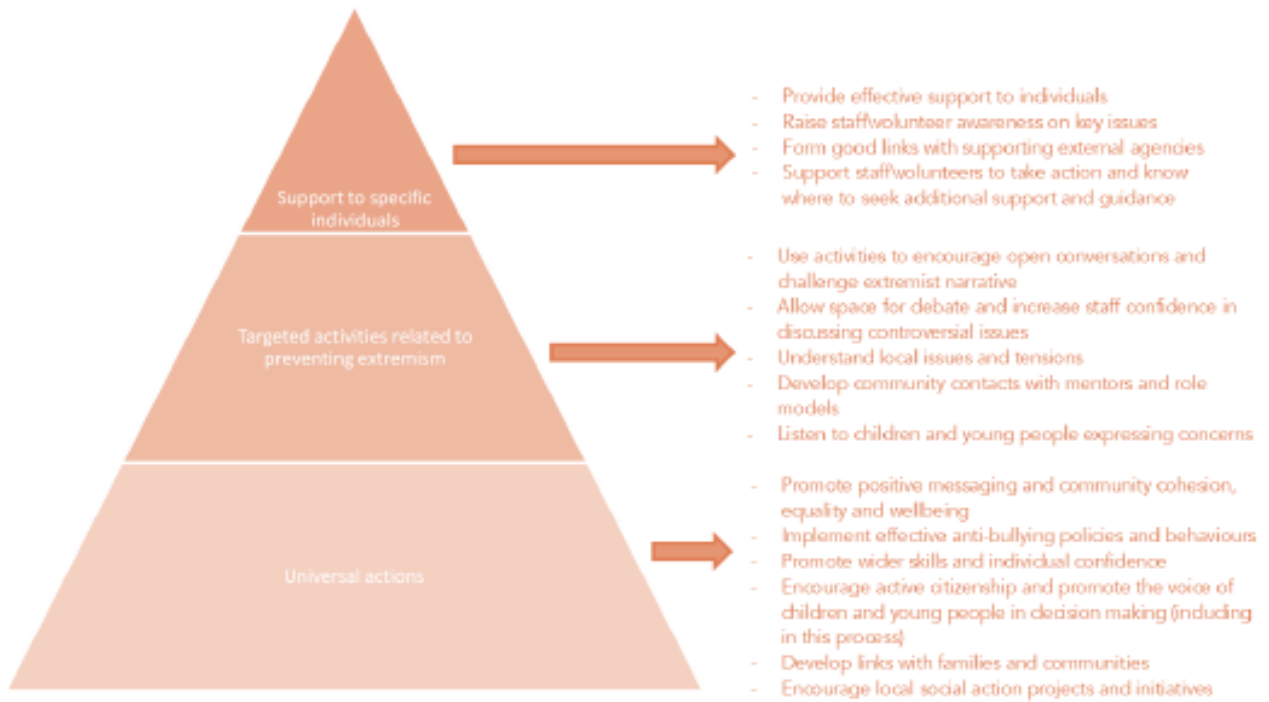 Support to specific
individuals
- Provide effective support to individuals
- Raise staff/volunteer awareness on key issues
- Form good links with supporting external agencies
- Support staff/volunteers to take action and know
where to seek additional support and guidance
Targeted activities related to
preventing extremism
- Use activities to encourage open conversations and
challenge extremist narrative
- Allow space for debate and increase staff confidence in
discussing controversial issues
- Understand local issues and tensions
- Develop community contacts with mentors and role
models
- Listen to children and young people expressing concerns
Universal actions
- Promote positive messaging and community cohesion,
equality and wellbeing
- Implement effective anti-bullying policies and behaviours
- Promote wider skills and individual confidence
- Encourage active citizenship and promote the voice of
children and young people in decision making (including
in this process)
- Develop links with families and communities
- Encourage local social action projects and initiatives